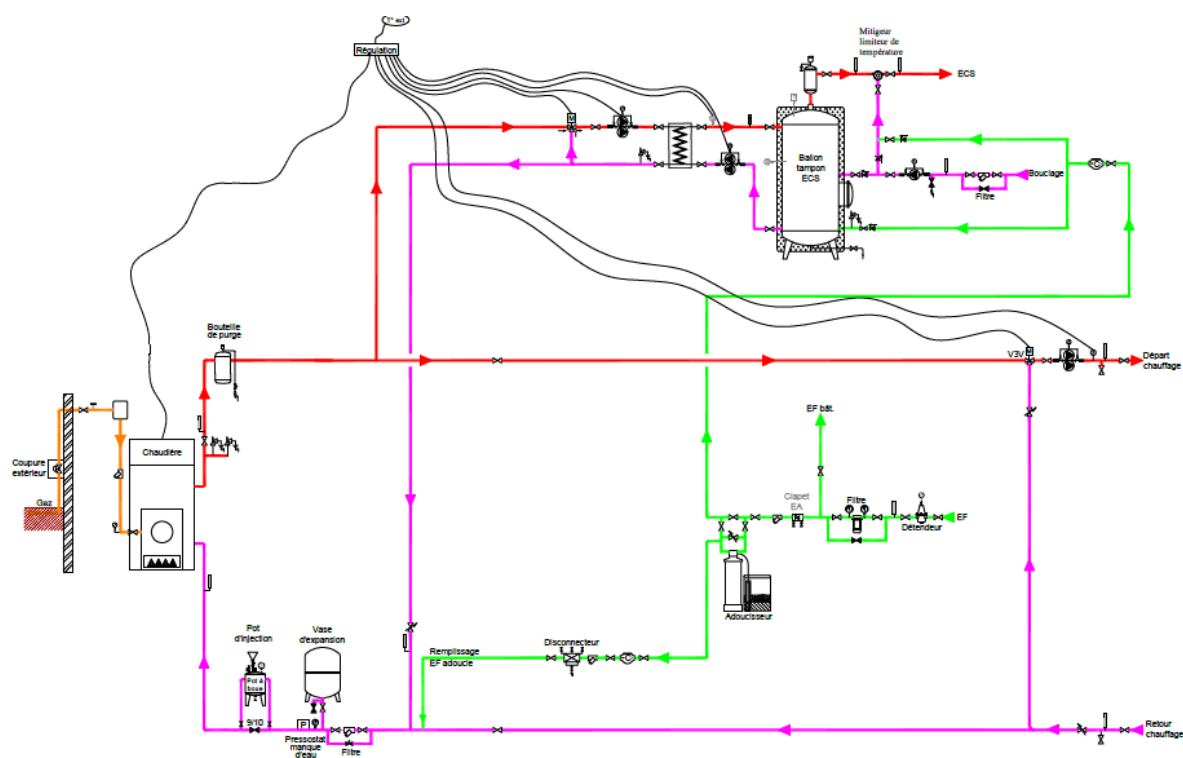 T° ext
Régulation
Mitigeur
limiteur de
température
ECS
M
Ballon
tampon
ECS
Bouclage
Filtre
Bouteille
de purge
V3V
Départ
chauffage
EF bât.
Chaudière
Coupure
extérieur
Gaz
Clapet
EA
Filtre
Détendeur
EF
Adoucisseur
Pot
d'injection
Vase
d'expansion
Disconnecteur
Remplissage
EF adoucie
Pot à
boue
9/10
P
Pressostat
manque
d'eau
Filtre
Retour
chauffage